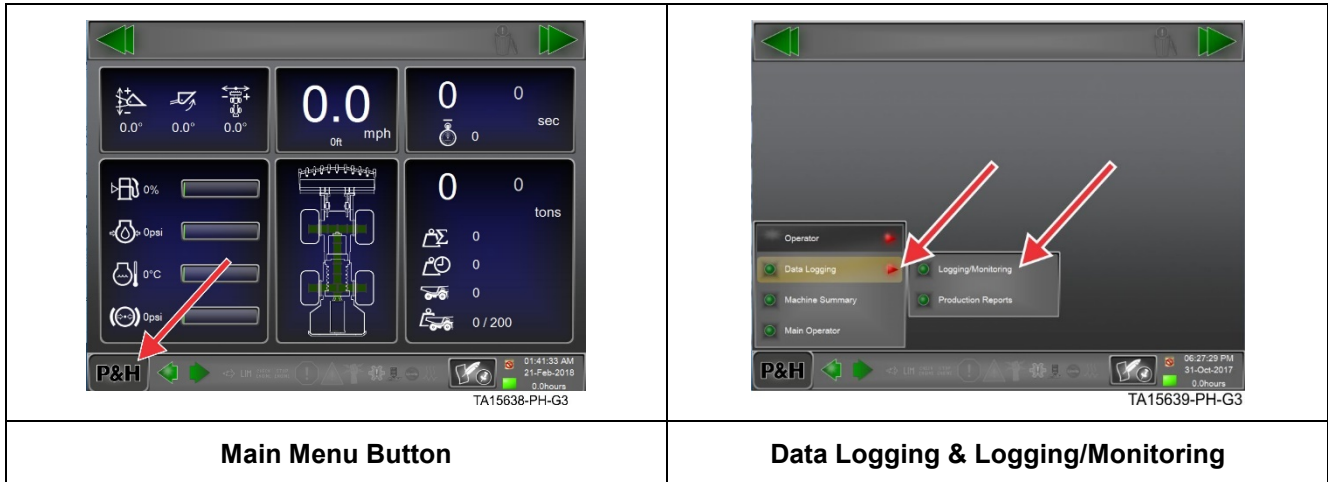 0.0°
0.0°
0.0°
0.0
0ft
mph
0
0
sec
0
0%
0psi
0°C
0psi
0
0
tons
0
0
0
0 / 200
P&H
LIM
01:41:33 AM
21-Feb-2018
0.0hours
TA15638-PH-G3
Main Menu Button
Operator
Data Logging
Logging/Monitoring
Machine Summary
Production Reports
Main Operator
P&H
LIM
06:27:29 PM
31-Oct-2017
0.0hours
TA15639-PH-G3
Data Logging & Logging/Monitoring